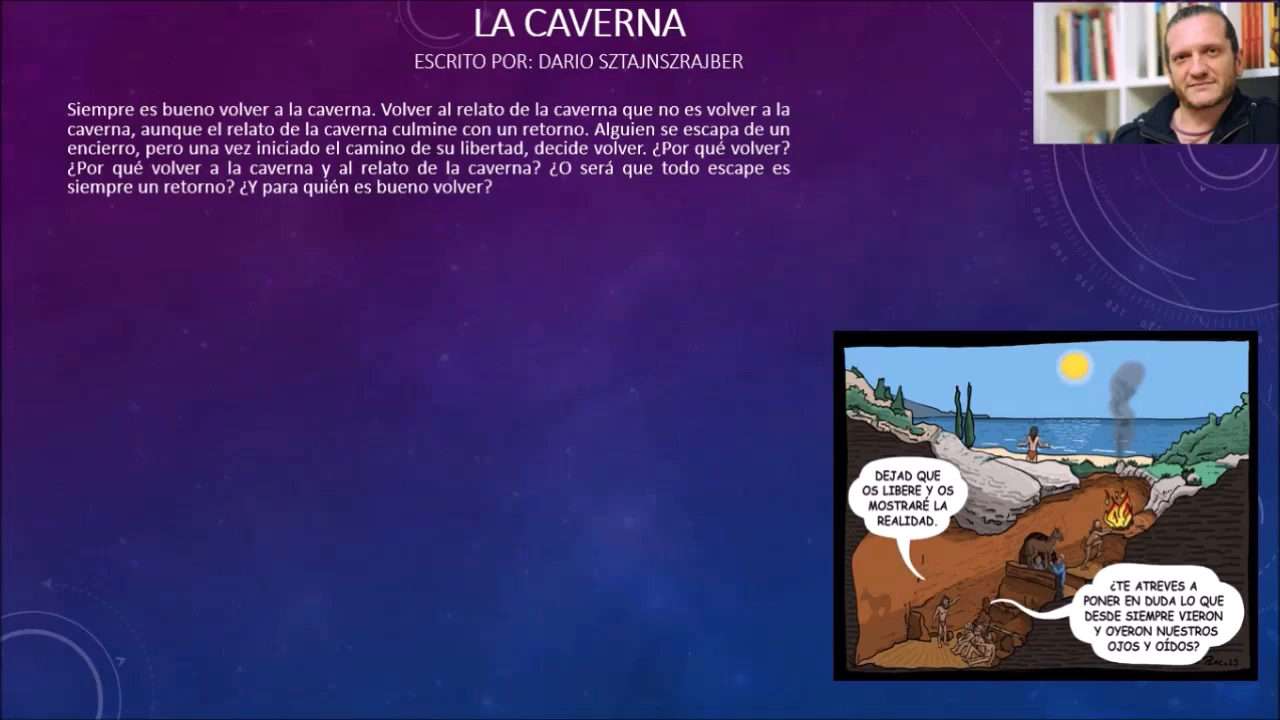 LA CAVERNA
ESCRITO POR: DARIO SZTAJNSZRAJBER
Siempre es bueno volver a la caverna. Volver al relato de la caverna que no es volver a la
caverna, aunque el relato de la caverna culmine con un retorno. Alguien se escapa de un
encierro, pero una vez iniciado el camino de su libertad, decide volver. ¿Por qué volver?
¿Por qué volver a la caverna y al relato de la caverna? ¿O será que todo escape es
siempre un retorno? ¿Y para quién es bueno volver?
DEJAD QUE
OS LIBERE Y OS
MOSTRARÉ LA
REALIDAD.
¿TE ATREVES A
PONER EN DUDA LO QUE
DESDE SIEMPRE VIERON
Y OYERON NUESTROS
OJOS Y OÍDOS?